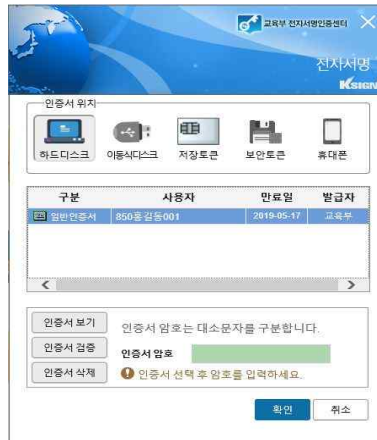 교육부 전자서명인증센터
전자서명
KSIGN
인증서 위치
하드디스크 이동식디스크 저장토큰 보안토큰 휴대폰
구분 사용자 만료일 발급자
일반인증서 850홍길동001 2019-05-17 교육부
인증서 보기
인증서 암호는 대소문자를 구분합니다.
인증서 검증
인증서 암호
인증서 삭제
인증서 선택 후 암호를 입력하세요.
확인 취소